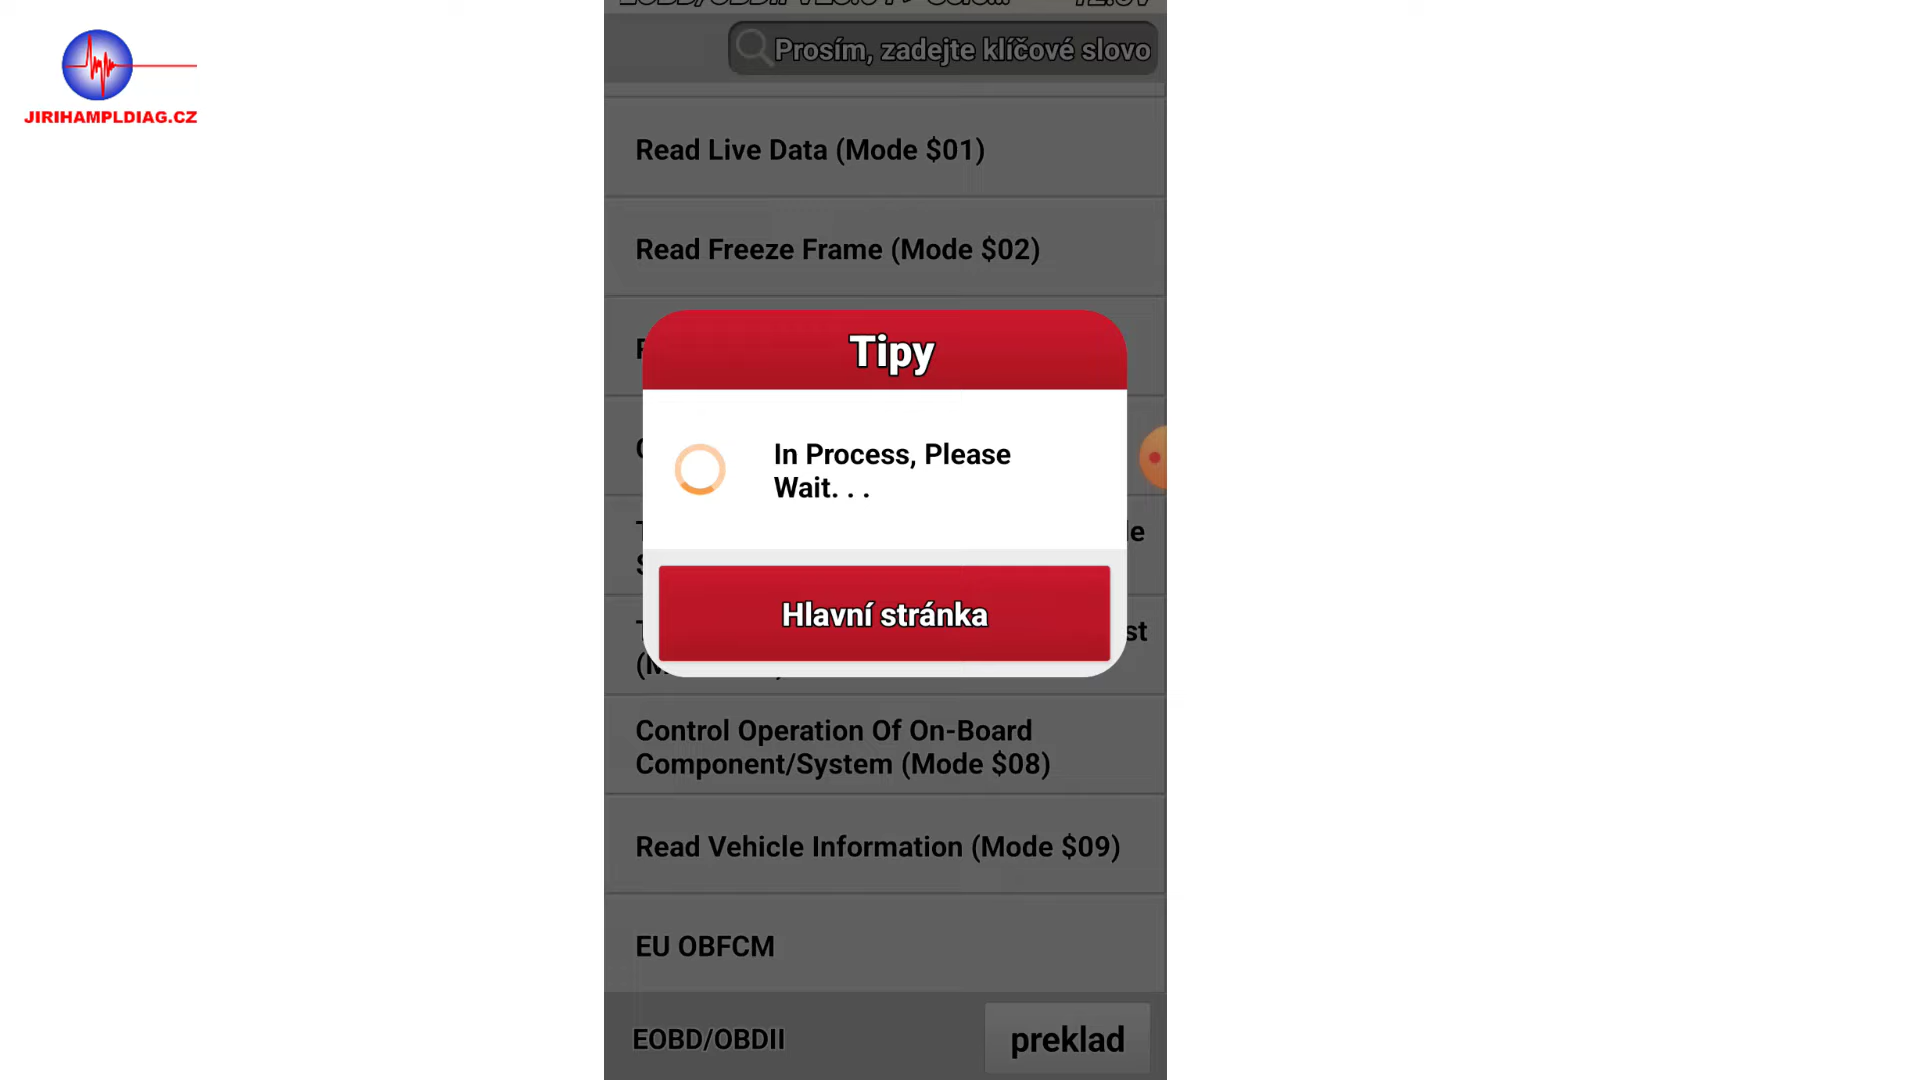 JIRIHAMPLDIAG.CZ
Prosím, zadejte klíčové slovo
Read Live Data (Mode $01)
Read Freeze Frame (Mode $02)
Tipy
In Process, Please
Wait. . .
Hlavní stránka
Control Operation Of On-Board
Component/System (Mode $08)
Read Vehicle Information (Mode $09)
EU OBFCM
EOBD/OBDII
preklad